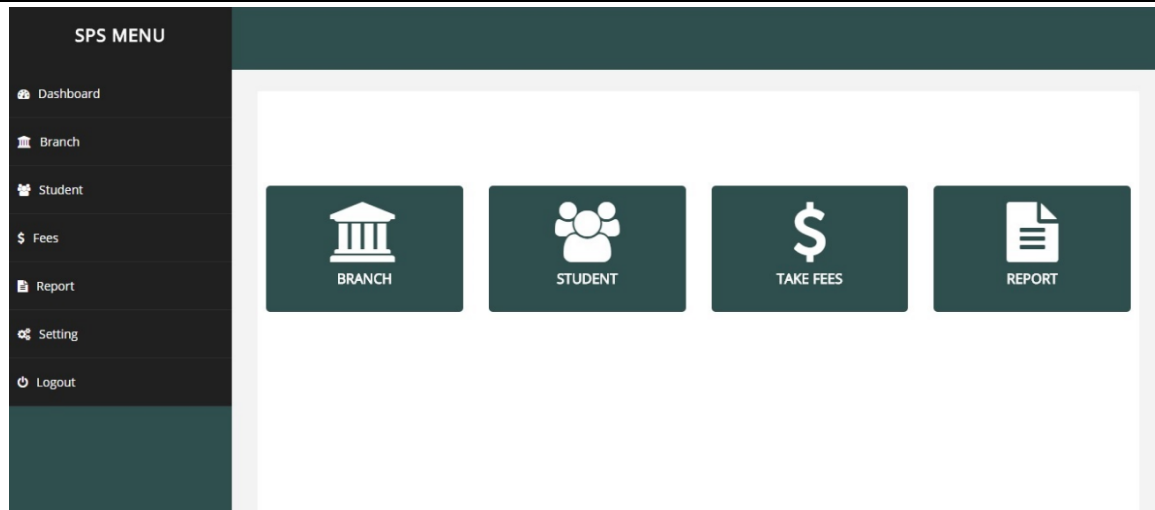 SPS MENU
Dashboard
Branch
Student
$ Fees
Report
Setting
Logout
BRANCH
STUDENT
$
TAKE FEES
REPORT